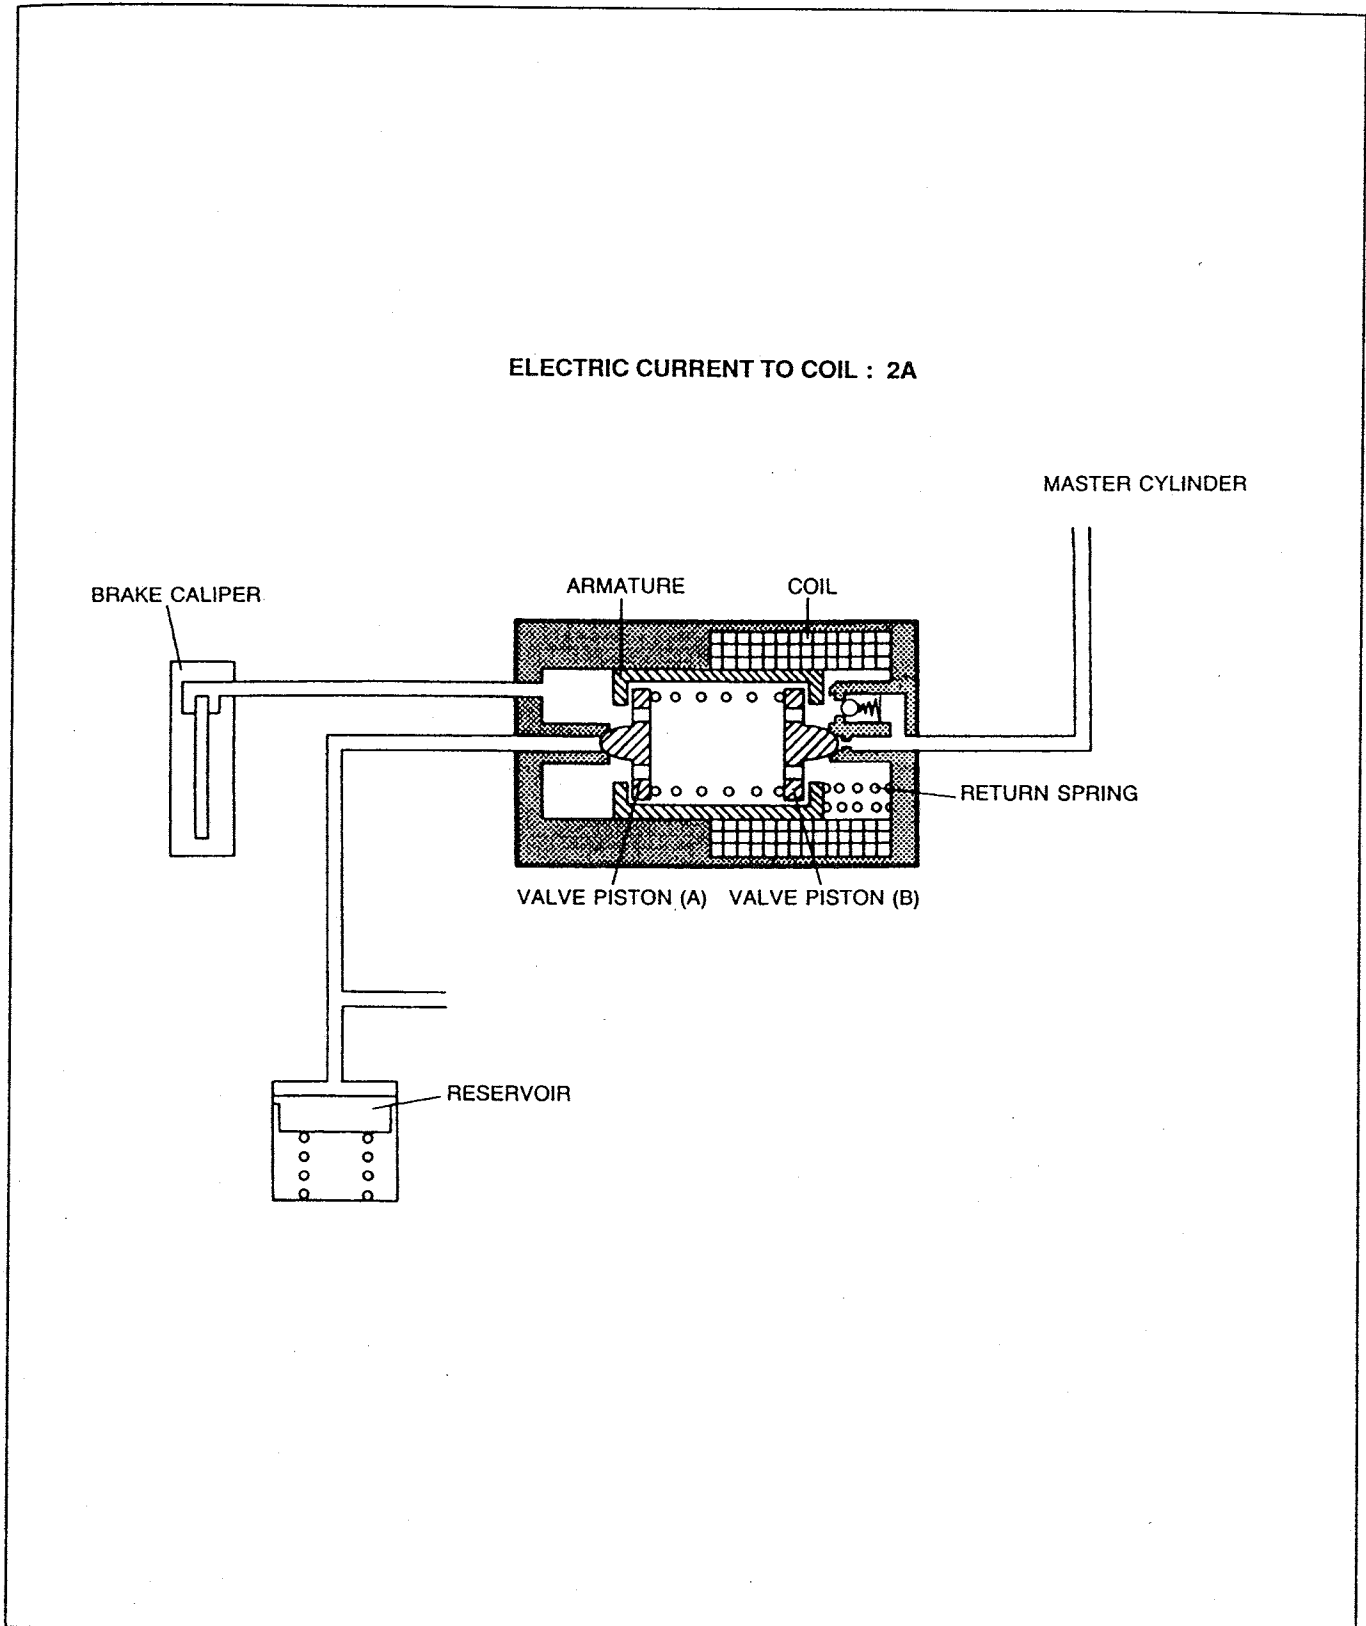 ELECTRIC CURRENT TO COIL : 2A
MASTER CYLINDER
BRAKE CALIPER
ARMATURE
COIL
RETURN SPRING
VALVE PISTON (A)
VALVE PISTON (B)
RESERVOIR